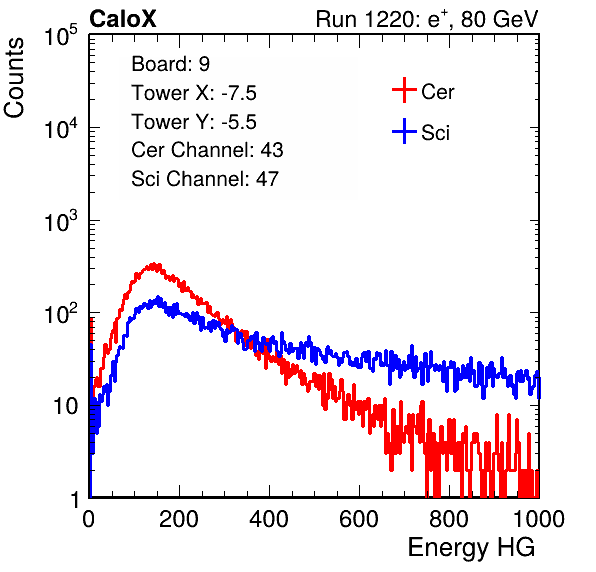 CaloX Run 1220: e⁺, 80 GeV
Board: 9
Tower X: -7.5
Tower Y: -5.5
Cer Channel: 43
Sci Channel: 47
Cer
Sci
Counts
10⁵
10⁴
10³
10²
10
1
0 200 400 600 800 1000
Energy HG